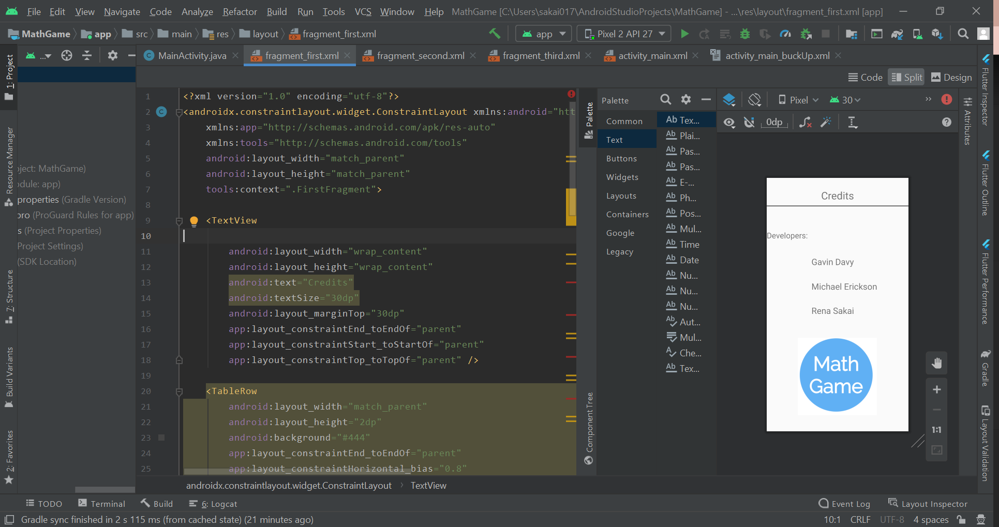 File Edit View Navigate Code Analyze Refactor Build Run Tools VCS Window Help MathGame [C:\Users\sakai017\AndroidStudioProjects\MathGame] - ...\res\layout\fragment_first.xml [app]
MathGame app src main res layout fragment_first.xml
app Pixel 2 API 27
1: Project
...
MainActivity.java fragment_first.xml fragment_second.xml fragment_third.xml activity_main.xml activity_main_buckUp.xml
Code Split Design
1 <?xml version="1.0" encoding="utf-8"?>
2 <androidx.constraintlayout.widget.ConstraintLayout xmlns:android="htt
3 xmlns:app="http://schemas.android.com/apk/res-auto"
4 xmlns:tools="http://schemas.android.com/tools"
5 android:layout_width="match_parent"
6 android:layout_height="match_parent"
7 tools:context=".FirstFragment">
8
9 <TextView
10
11 android:layout_width="wrap_content"
12 android:layout_height="wrap_content"
13 android:text="Credits"
14 android:textSize="30dp"
15 android:layout_marginTop="30dp"
16 app:layout_constraintEnd_toEndOf="parent"
17 app:layout_constraintStart_toStartOf="parent"
18 app:layout_constraintTop_toTopOf="parent" />
19
20 <TableRow
21 android:layout_width="match_parent"
22 android:layout_height="2dp"
23 android:background="#444"
24 app:layout_constraintEnd_toEndOf="parent"
25 app:layout_constraintHorizontal_bias="0.8"
oject: MathGame)
odule: app)
properties (Gradle Version)
pro (ProGuard Rules for app)
s (Project Properties)
Project Settings)
(SDK Location)
Resource Manager
7: Structure
Build Variants
2: Favorites
Palette
Component Tree
Palette
Common
Text
Buttons
Widgets
Layouts
Containers
Google
Legacy
Ab Tex...
Ab Plai...
Ab Pas...
Ab Pas...
Ab E-...
Ab Ph...
Ab Pos...
Ab Mul...
Ab Time
Ab Date
Ab Nu...
Ab Nu...
Ab Nu...
Ab Aut...
Mul...
A Che...
Ab Tex...
Pixel 30
0dp
Credits
Developers:
Gavin Davy
Michael Erickson
Rena Sakai
Math
Game
1:1
Attributes
Flutter Inspector
Flutter Outline
Flutter Performance
Gradle
Layout Validation
androidx.constraintlayout.widget.ConstraintLayout TextView
TODO Terminal Build 6: Logcat Event Log Layout Inspector
Gradle sync finished in 2 s 115 ms (from cached state) (21 minutes ago) 10:1 CRLF UTF-8 4 spaces